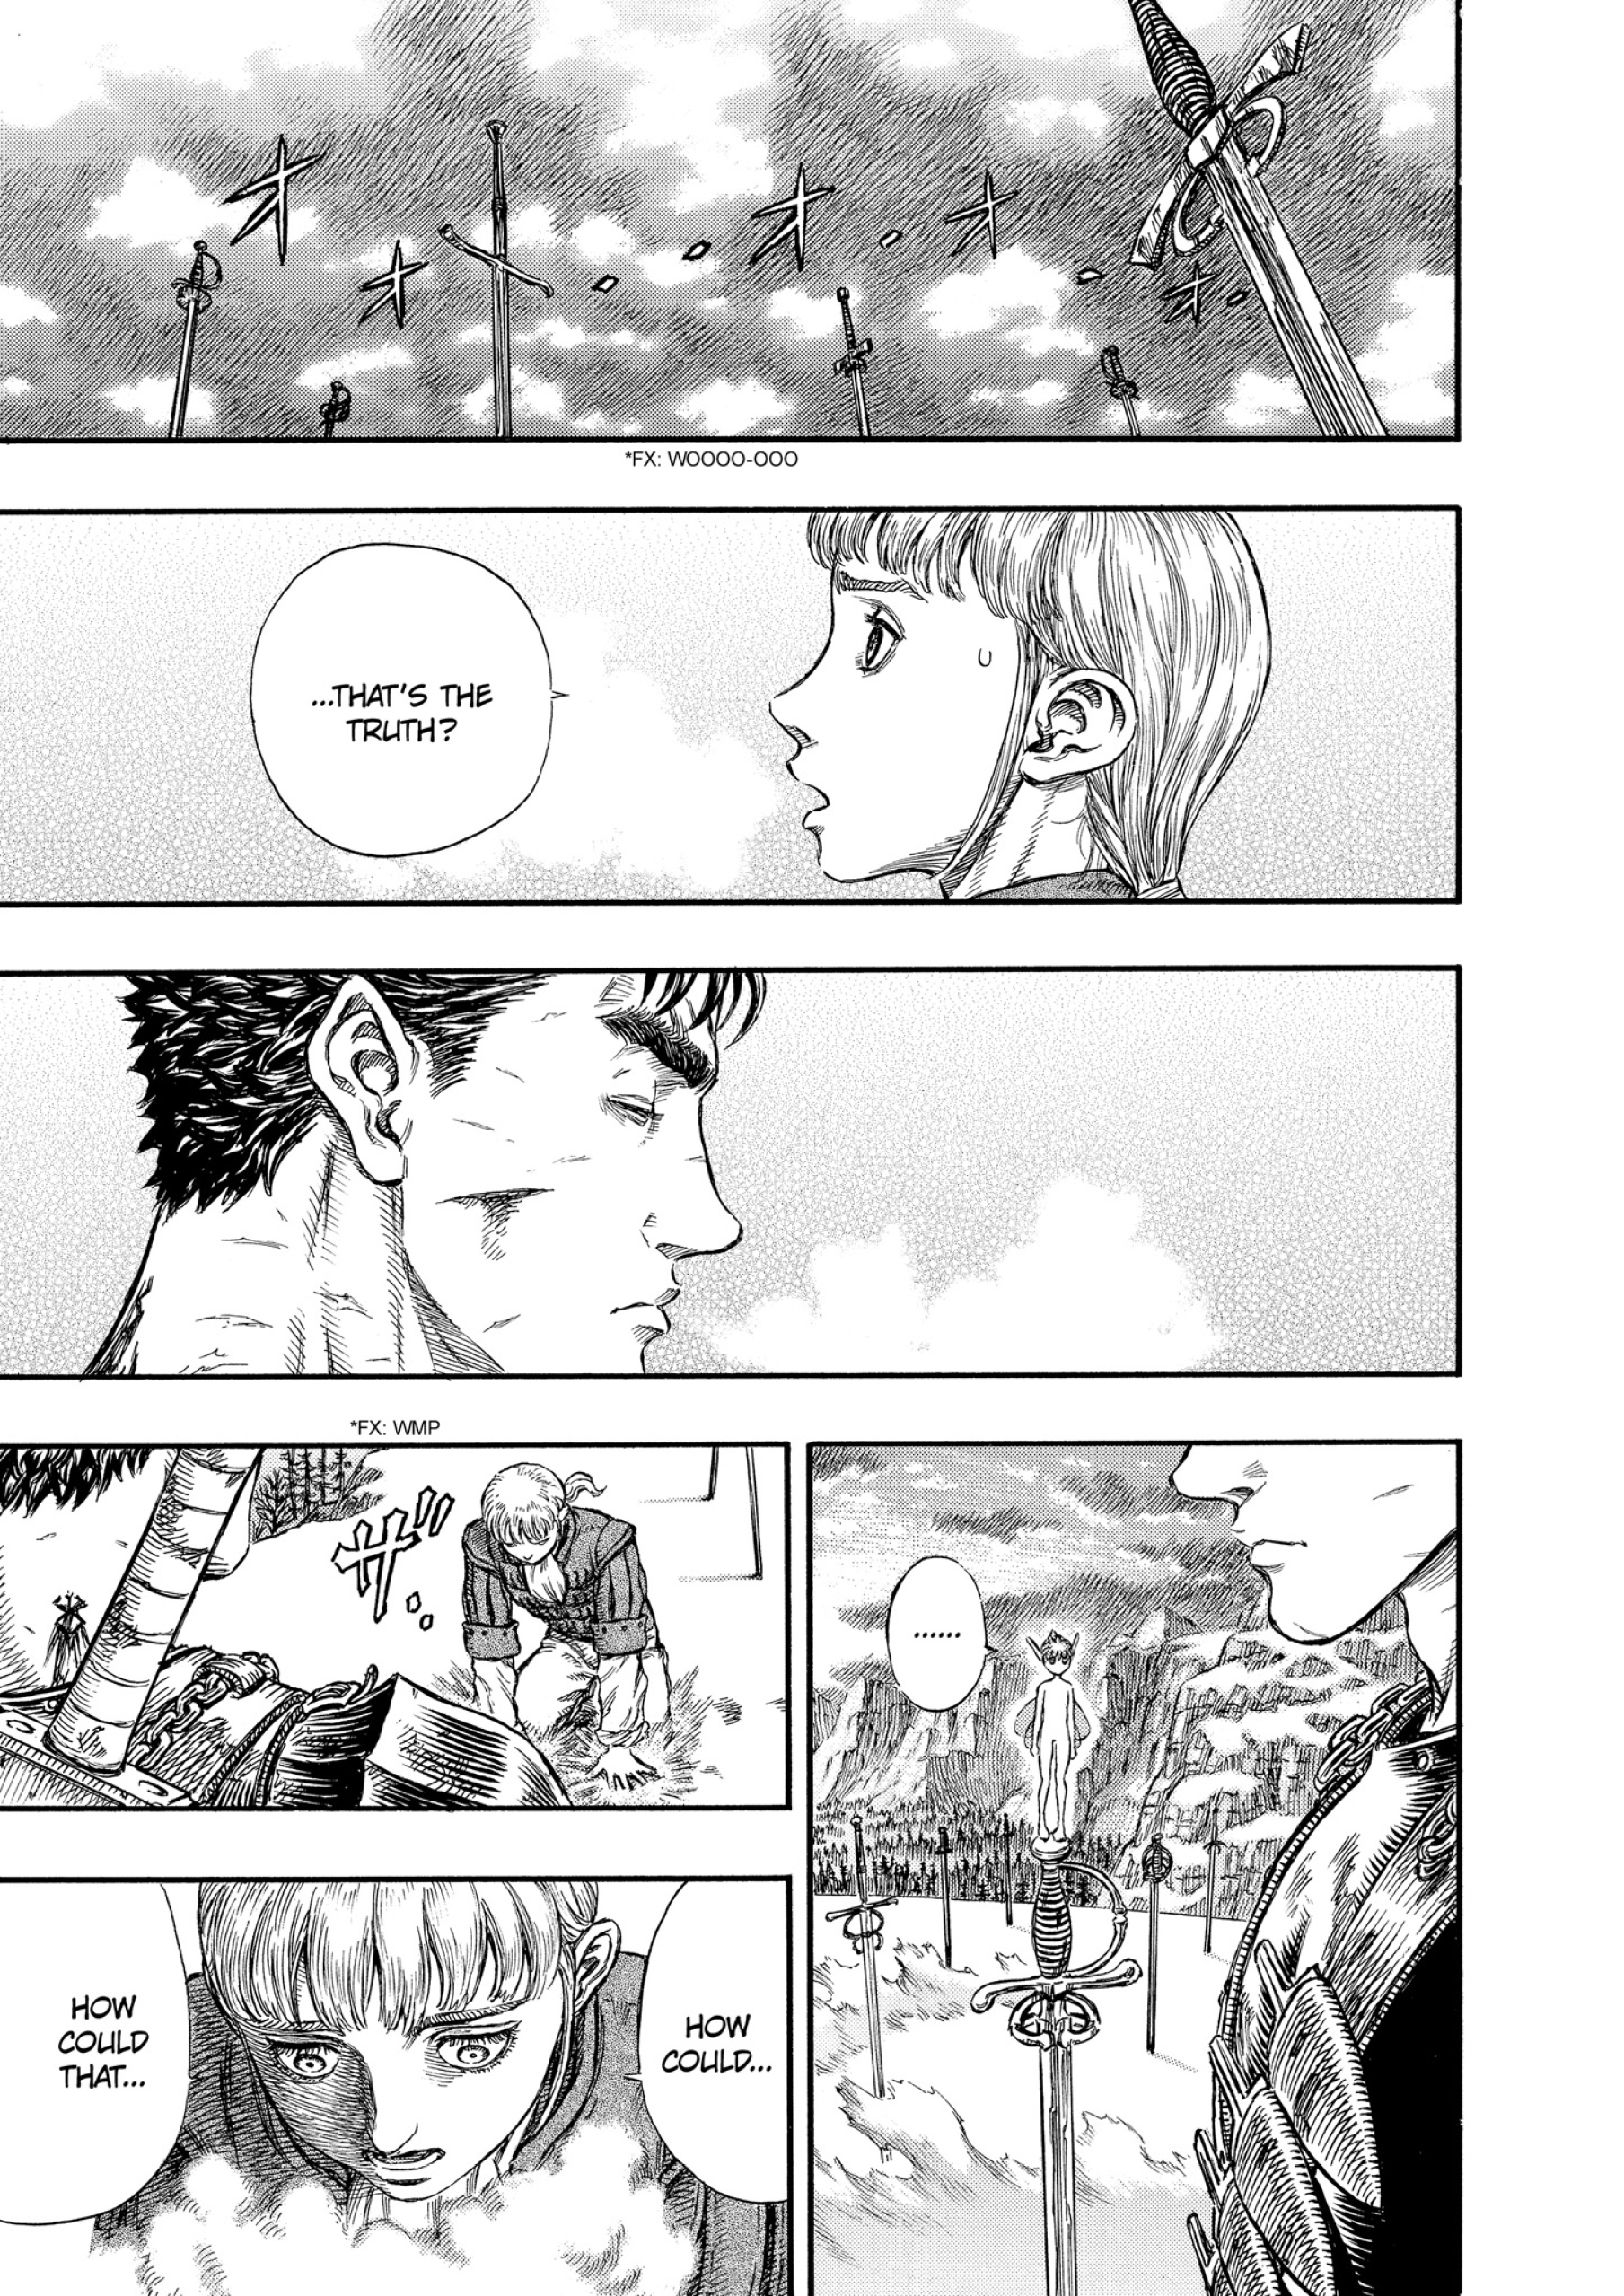 オオオオオ
*FX: WOOOO-OOO
...THAT'S THE
TRUTH?
......
*FX: WMP
ザッ
HOW
COULD...
HOW
COULD
THAT...